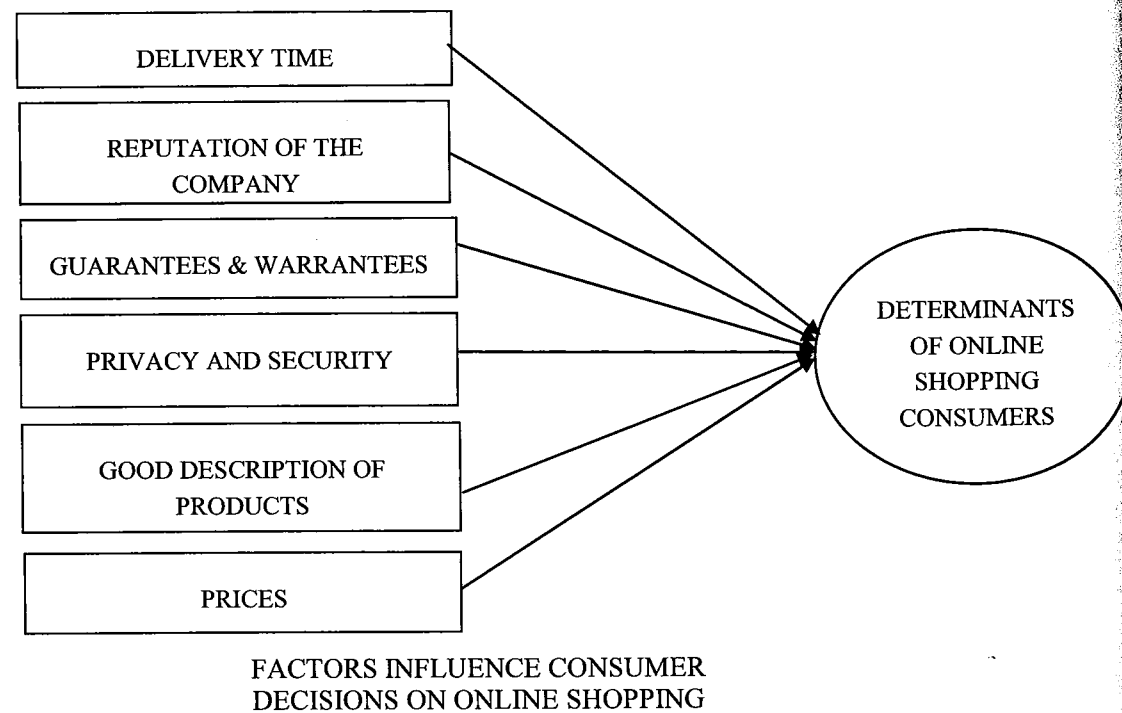 DELIVERY TIME
REPUTATION OF THE
COMPANY
GUARANTEES & WARRANTEES
PRIVACY AND SECURITY
GOOD DESCRIPTION OF
PRODUCTS
PRICES
DETERMINANTS
OF ONLINE
SHOPPING
CONSUMERS
FACTORS INFLUENCE CONSUMER
DECISIONS ON ONLINE SHOPPING